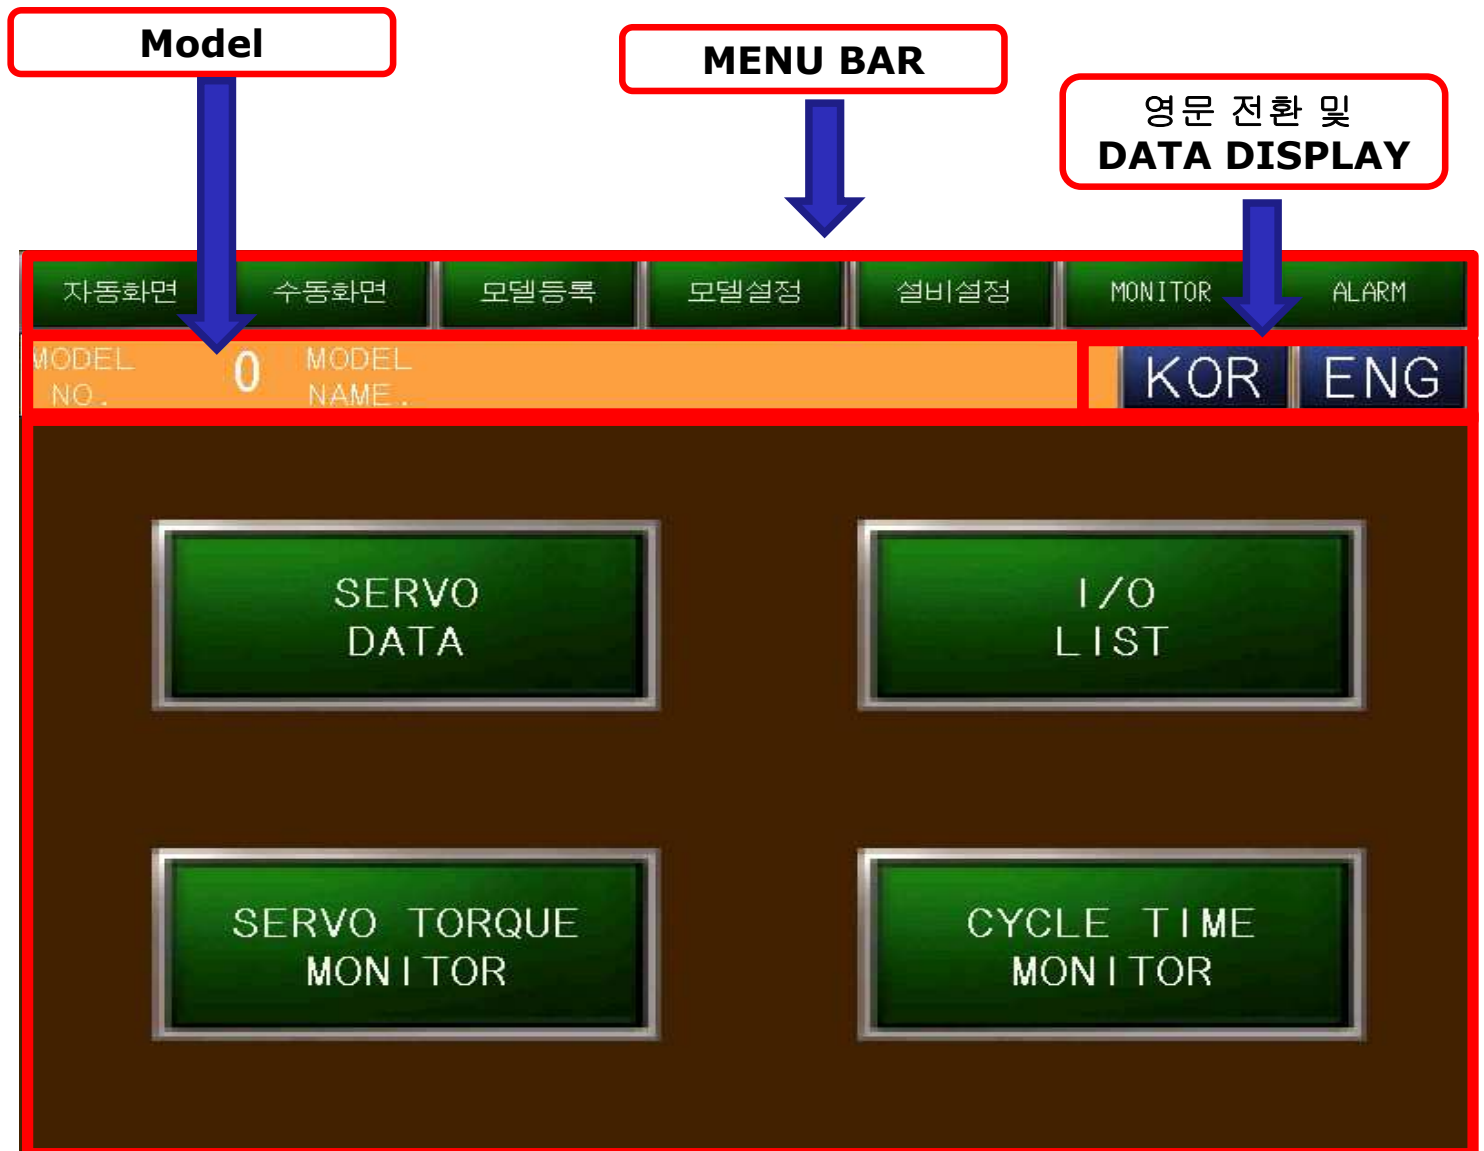 Model
MENU BAR
영문 전환 및
DATA DISPLAY
자동화면 수동화면 모델등록 모델설정 설비설정 MONITOR ALARM
MODEL
NO.
0
MODEL
NAME.
KOR ENG
SERVO
DATA
I/O
LIST
SERVO TORQUE
MONITOR
CYCLE TIME
MONITOR